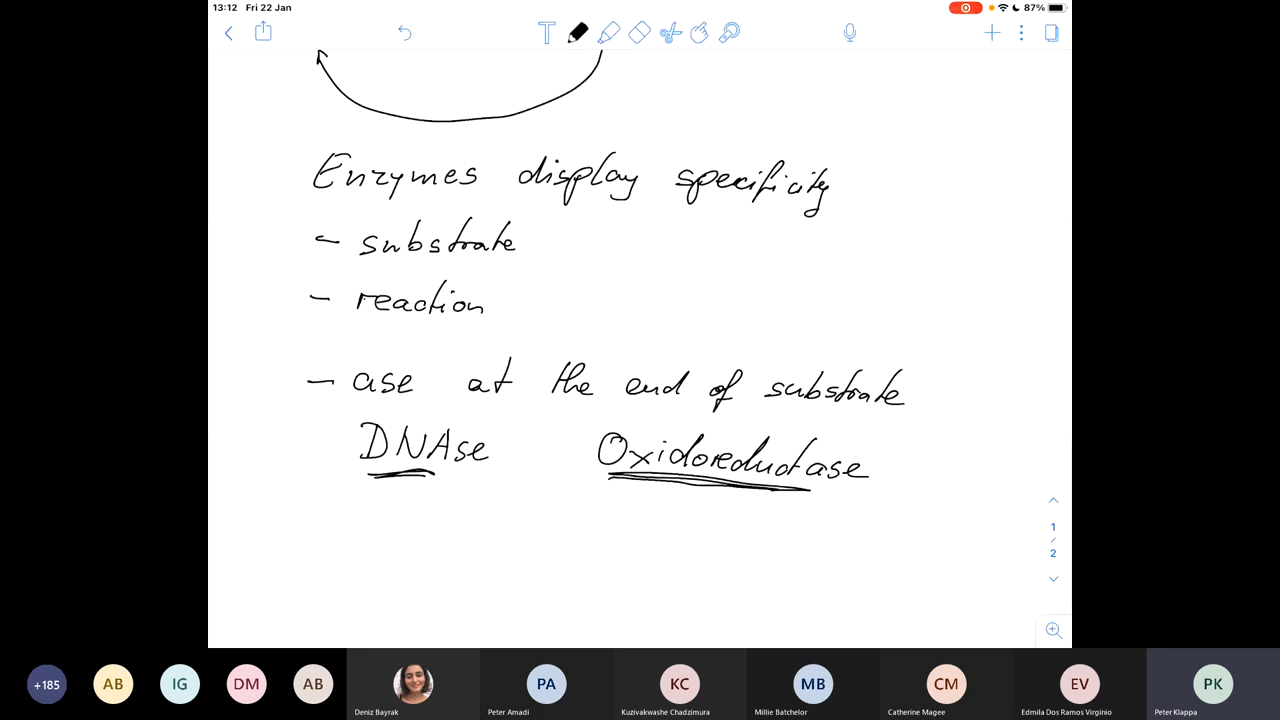 13:12 Fri 22 Jan
87%
T
Enzymes display specificity
- substrate
- reaction
- ase at the end of substrate
DNAse Oxidoreductase
1
/
2
+185
AB
IG
DM
AB
Deniz Bayrak
PA
Peter Amadi
KC
Kuzivakwashe Chadzimura
MB
Millie Batchelor
CM
Catherine Magee
EV
Edmila Dos Ramos Virginio
PK
Peter Klappa